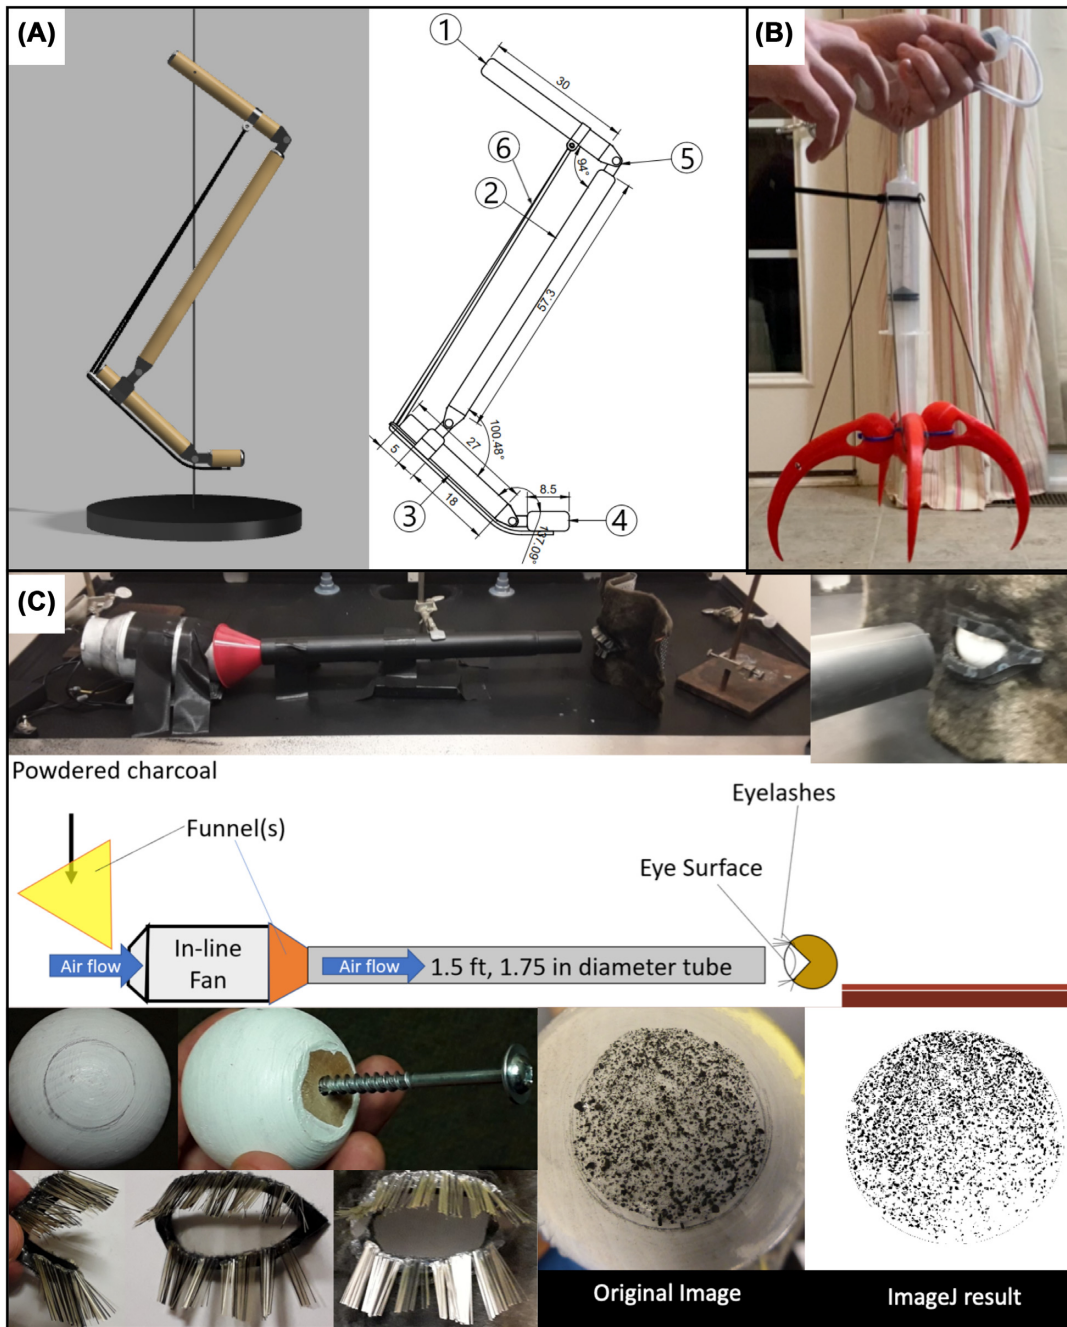 (A)
1
30
6
94°
5
2
57.3
100.48°
27
5
18
3
8.5
4
137.09°
(B)
(C)
Powdered charcoal
Funnel(s)
Eyelashes
Eye Surface
Air flow
In-line
Fan
Air flow
1.5 ft, 1.75 in diameter tube
Original Image
ImageJ result